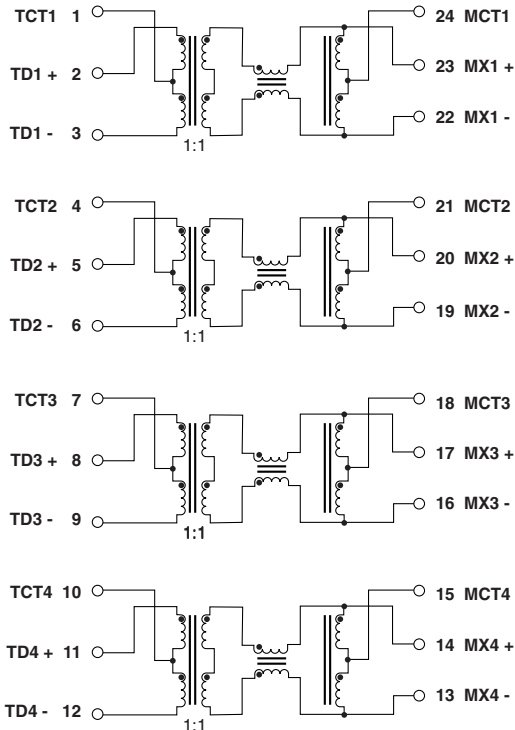 TCT1 1
24 MCT1
TD1 + 2
23 MX1 +
TD1 - 3
22 MX1 -
1:1
TCT2 4
21 MCT2
TD2 + 5
20 MX2 +
TD2 - 6
19 MX2 -
1:1
TCT3 7
18 MCT3
TD3 + 8
17 MX3 +
TD3 - 9
16 MX3 -
1:1
TCT4 10
15 MCT4
TD4 + 11
14 MX4 +
TD4 - 12
13 MX4 -
1:1